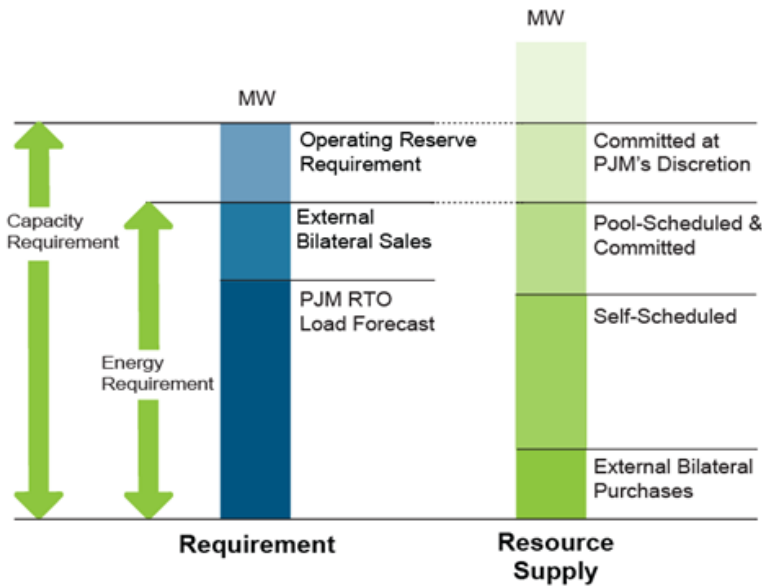 MW
MW
Operating Reserve
Requirement
Committed at
PJM's Discretion
Capacity
Requirement
External
Bilateral Sales
Pool-Scheduled &
Committed
PJM RTO
Load Forecast
Self-Scheduled
Energy
Requirement
External Bilateral
Purchases
Requirement
Resource
Supply